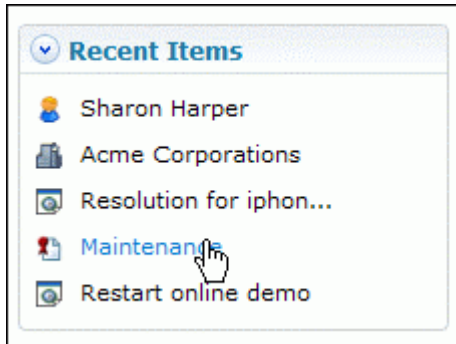 Recent Items
Sharon Harper
Acme Corporations
Resolution for iphon...
Maintenance
Restart online demo